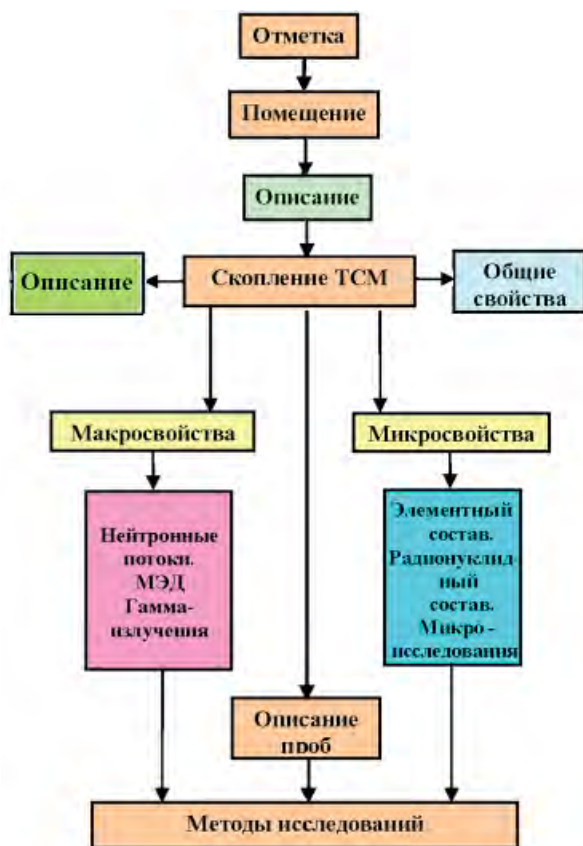 Отметка
Помещение
Описание
Описание
Скопление ТСМ
Общие
свойства
Макросвойства
Микросвойства
Нейтронные
потоки.
МЭД
Гамма-
излучения
Элементный
состав.
Радионуклид-
ный
состав.
Микро-
исследования
Описание
проб
Методы исследований